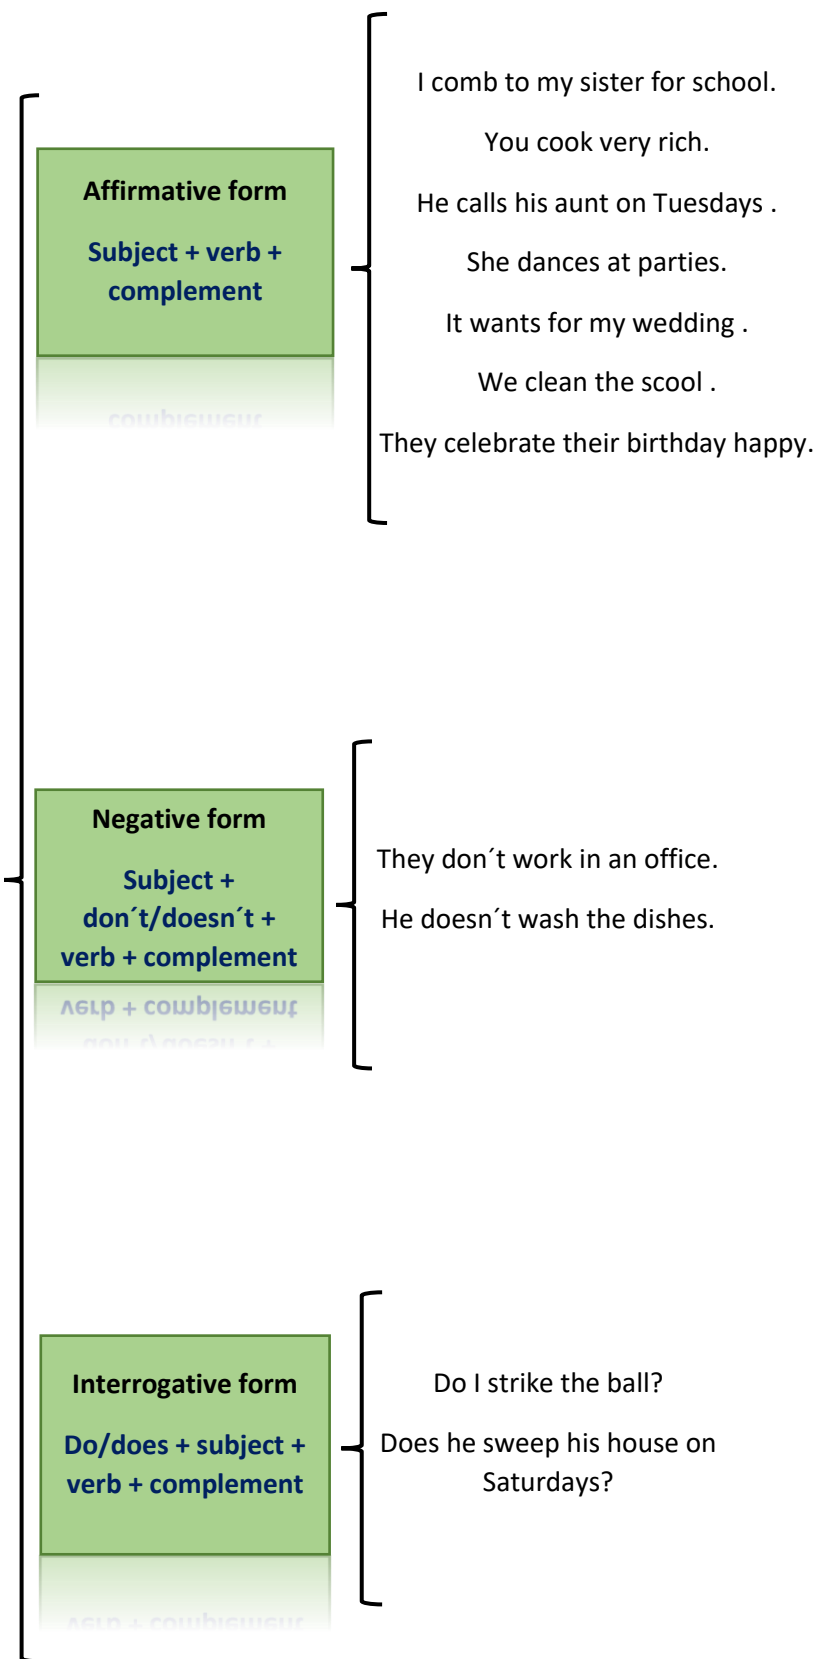 Affirmative form
Subject + verb +
complement
I comb to my sister for school.
You cook very rich.
He calls his aunt on Tuesdays .
She dances at parties.
It wants for my wedding .
We clean the scool .
They celebrate their birthday happy.
Negative form
Subject +
don´t/doesn´t +
verb + complement
They don´t work in an office.
He doesn´t wash the dishes.
Interrogative form
Do/does + subject +
verb + complement
Do I strike the ball?
Does he sweep his house on
Saturdays?